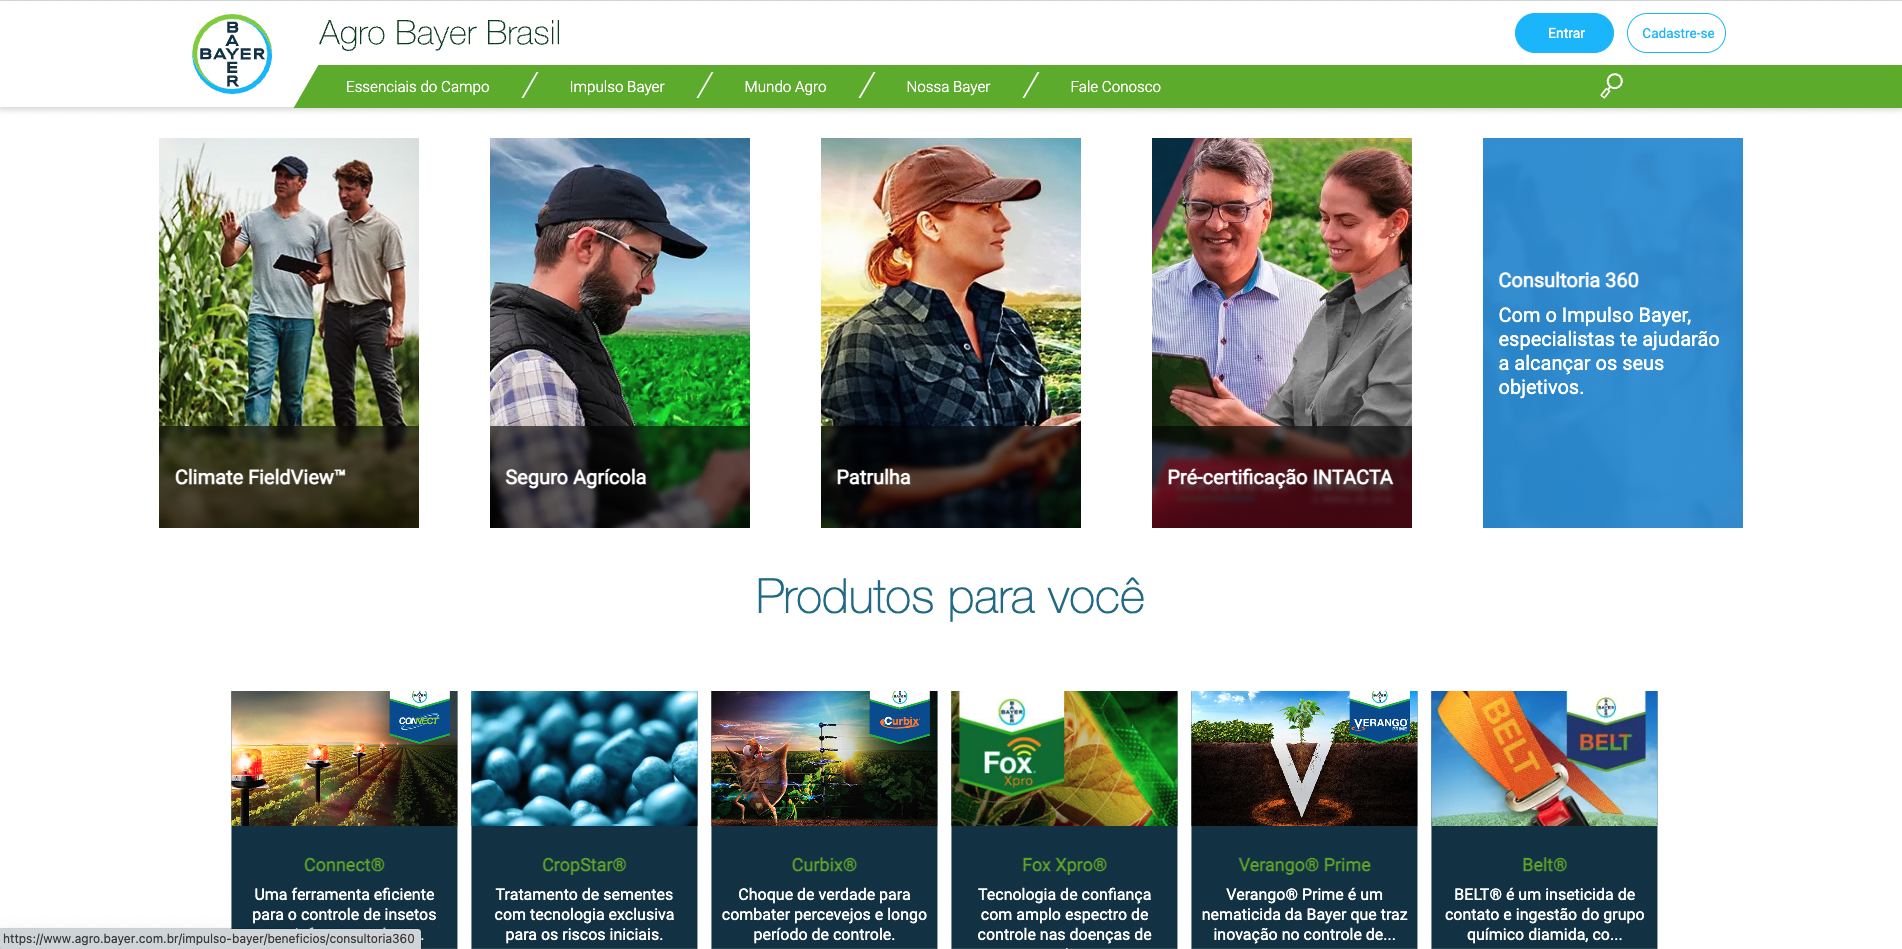 BAYER
BAYER
Agro Bayer Brasil
Entrar
Cadastre-se
Essenciais do Campo
Impulso Bayer
Mundo Agro
Nossa Bayer
Fale Conosco
Climate FieldView™
Seguro Agrícola
Patrulha
Pré-certificação INTACTA
Consultoria 360
Com o Impulso Bayer,
especialistas te ajudarão
a alcançar os seus
objetivos.
Produtos para você
CONNECT
Curbix
BAYER
Fox
Xpro
VERANGO
PRIME
BELT
BAYER
BELT
Connect®
Uma ferramenta eficiente
para o controle de insetos
CropStar®
Tratamento de sementes
com tecnologia exclusiva
para os riscos iniciais.
Curbix®
Choque de verdade para
combater percevejos e longo
período de controle.
Fox Xpro®
Tecnologia de confiança
com amplo espectro de
controle nas doenças de
Verango® Prime
Verango® Prime é um
nematicida da Bayer que traz
inovação no controle de...
Belt®
BELT® é um inseticida de
contato e ingestão do grupo
químico diamida, co...
https://www.agro.bayer.com.br/impulso-bayer/beneficios/consultoria360